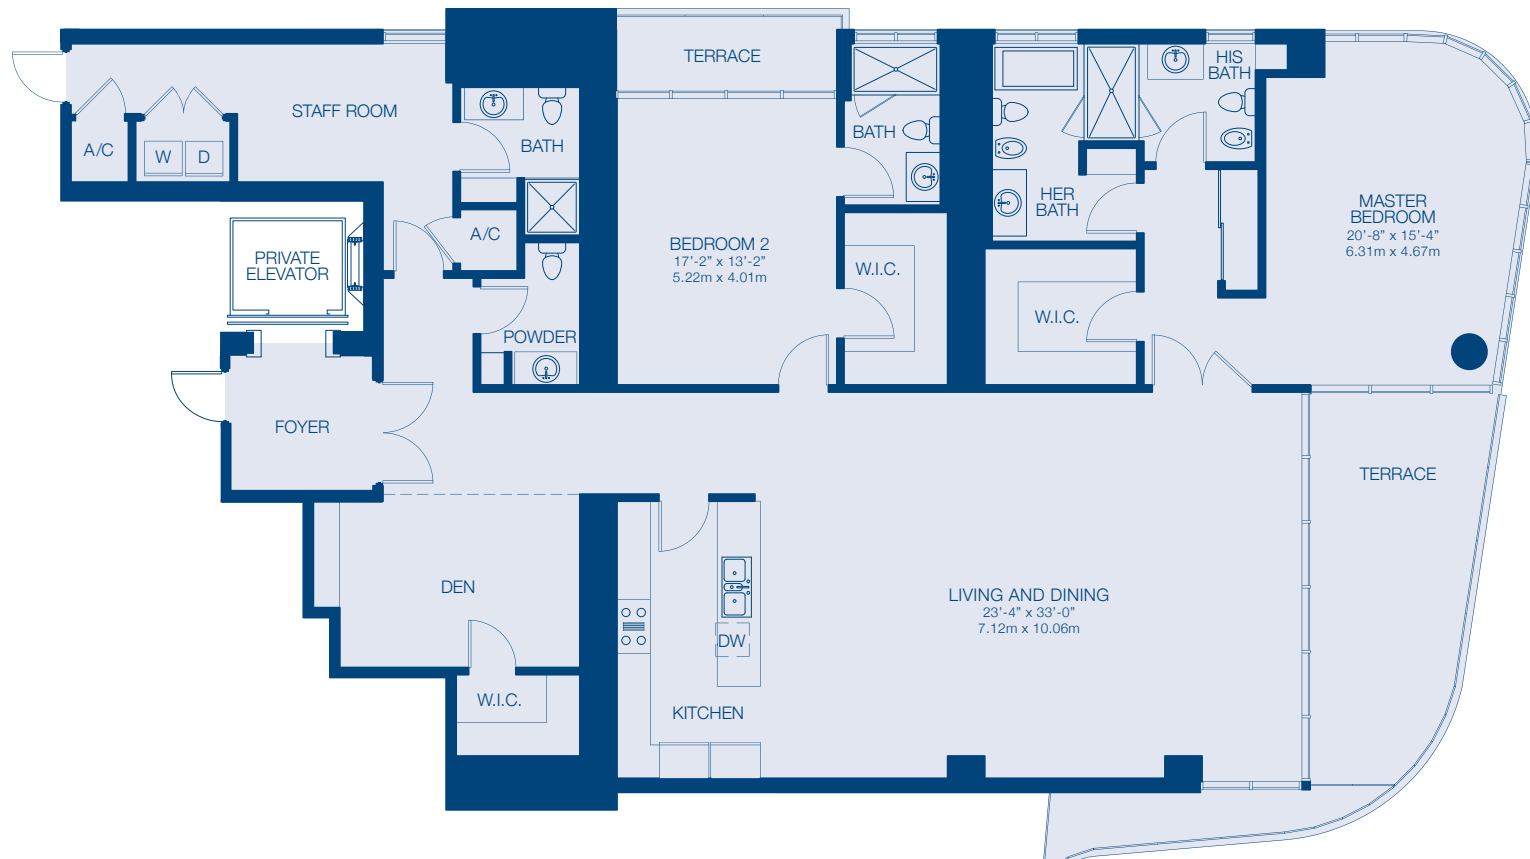 TERRACE
HIS
BATH
STAFF ROOM
A/C
W
D
BATH
BATH
HER
BATH
MASTER
BEDROOM
20'-8" x 15'-4"
6.31m x 4.67m
A/C
BEDROOM 2
17'-2" x 13'-2"
5.22m x 4.01m
W.I.C.
PRIVATE
ELEVATOR
W.I.C.
POWDER
FOYER
TERRACE
DEN
LIVING AND DINING
23'-4" x 33'-0"
7.12m x 10.06m
DW
W.I.C.
KITCHEN